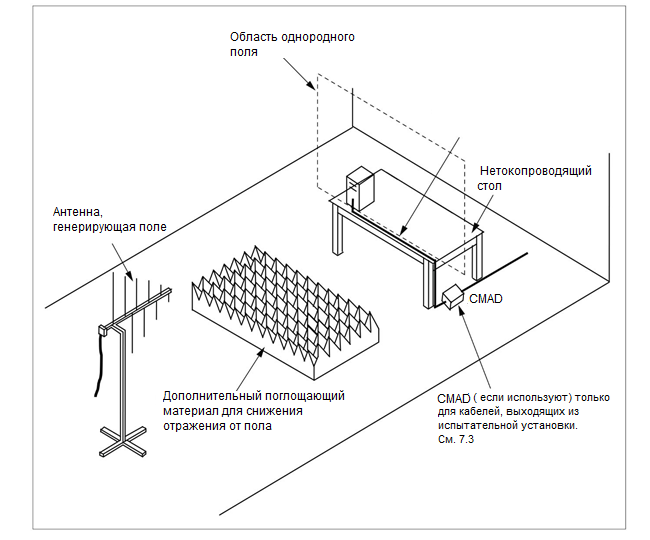 Область однородного
поля
Нетокопроводящий
стол
Антенна,
генерирующая поле
CMAD
Дополнительный поглощающий
материал для снижения
отражения от пола
CMAD ( если используют) только
для кабелей, выходящих из
испытательной установки.
См. 7.3